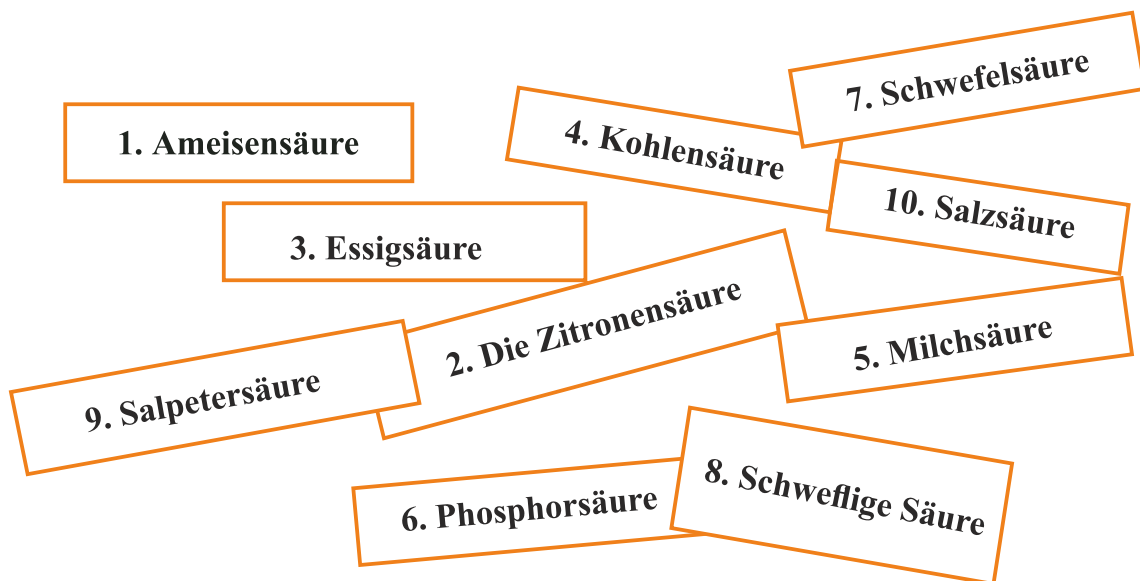 7. Schwefelsäure
1. Ameisensäure
4. Kohlensäure
10. Salzsäure
3. Essigsäure
2. Die Zitronensäure
5. Milchsäure
9. Salpetersäure
6. Phosphorsäure
8. Schweflige Säure